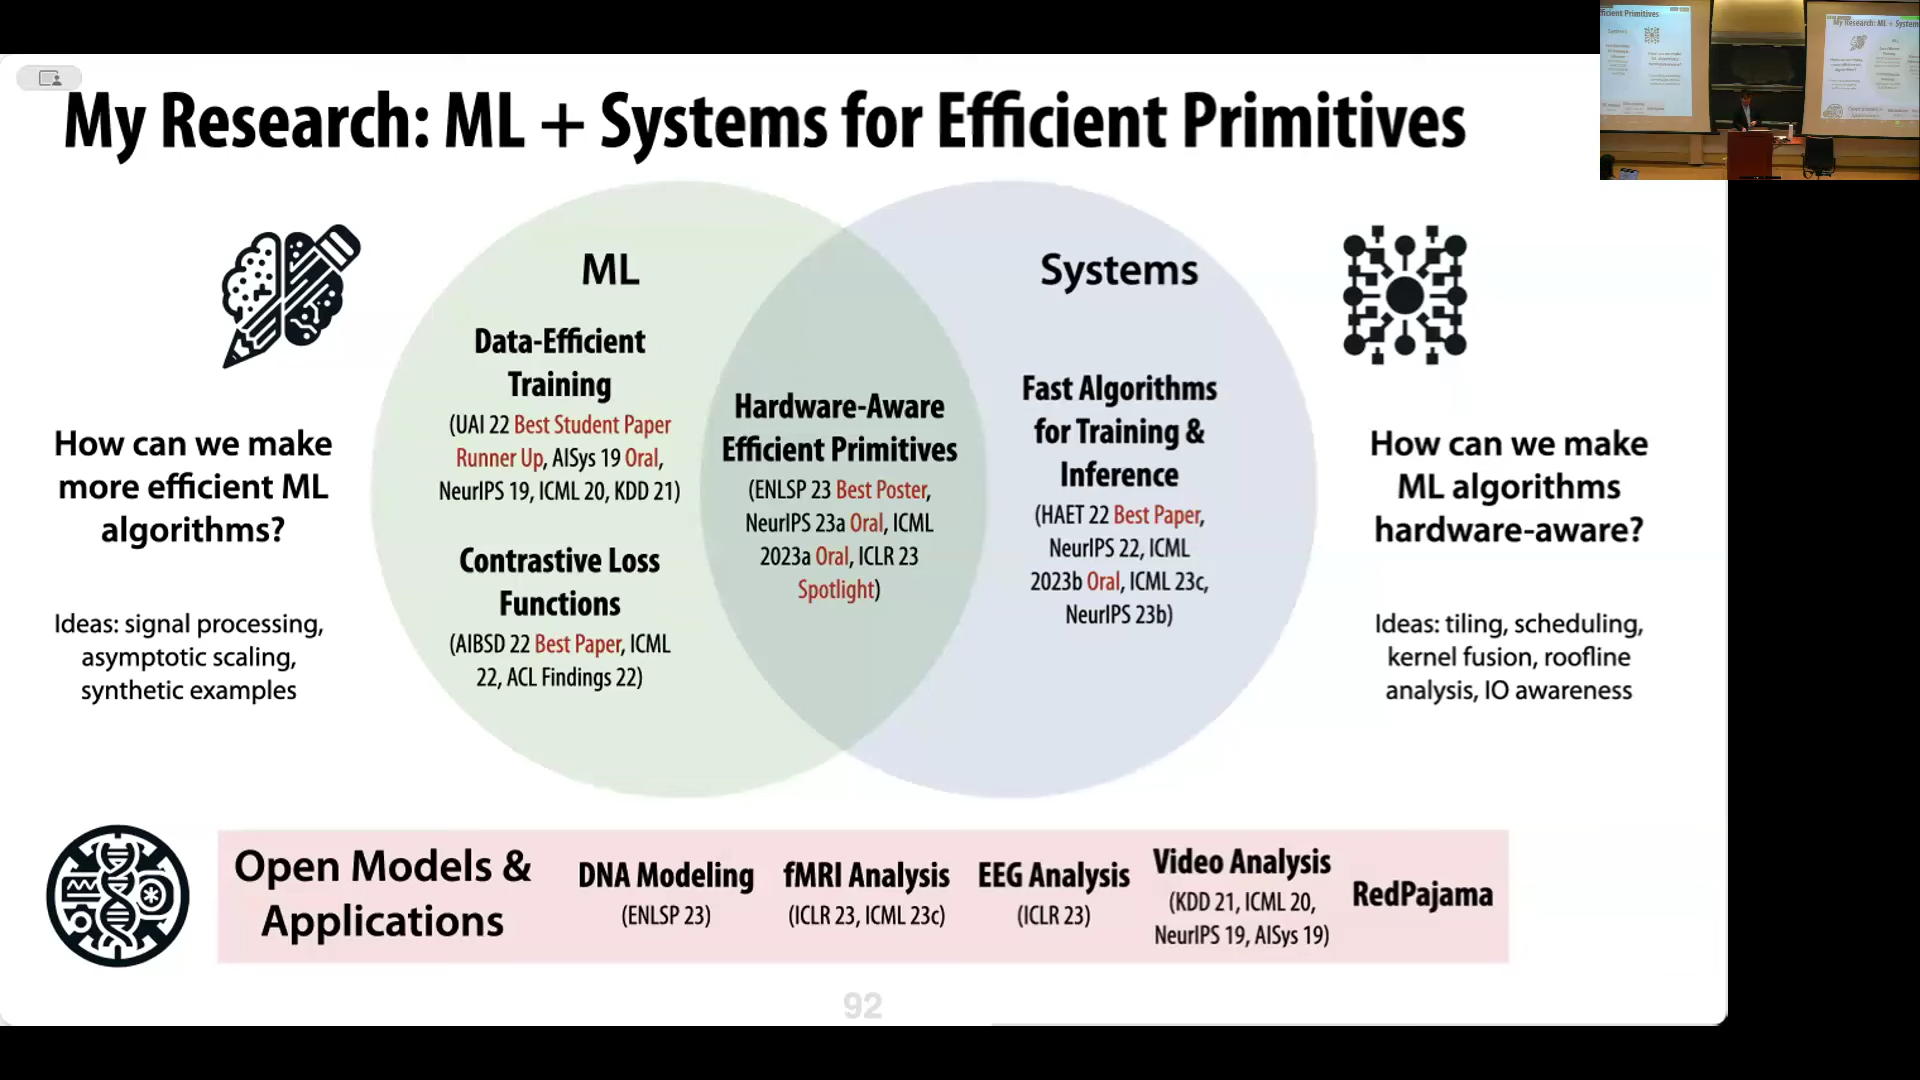 My Research: ML + Systems for Efficient Primitives
ML
Systems
Data-Efficient
Training
(UAI 22 Best Student Paper
Runner Up, AISys 19 Oral,
NeurIPS 19, ICML 20, KDD 21)
Contrastive Loss
Functions
(AIBSD 22 Best Paper, ICML
22, ACL Findings 22)
Hardware-Aware
Efficient Primitives
(ENLSP 23 Best Poster,
NeurIPS 23a Oral, ICML
2023a Oral, ICLR 23
Spotlight)
Fast Algorithms
for Training &
Inference
(HAET 22 Best Paper,
NeurIPS 22, ICML
2023b Oral, ICML 23c,
NeurIPS 23b)
How can we make
more efficient ML
algorithms?
Ideas: signal processing,
asymptotic scaling,
synthetic examples
How can we make
ML algorithms
hardware-aware?
Ideas: tiling, scheduling,
kernel fusion, roofline
analysis, IO awareness
Open Models &
Applications
DNA Modeling
(ENLSP 23)
fMRI Analysis
(ICLR 23, ICML 23c)
EEG Analysis
(ICLR 23)
Video Analysis
(KDD 21, ICML 20,
NeurIPS 19, AISys 19)
RedPajama
92
ficient Primitives
My Research: ML + System